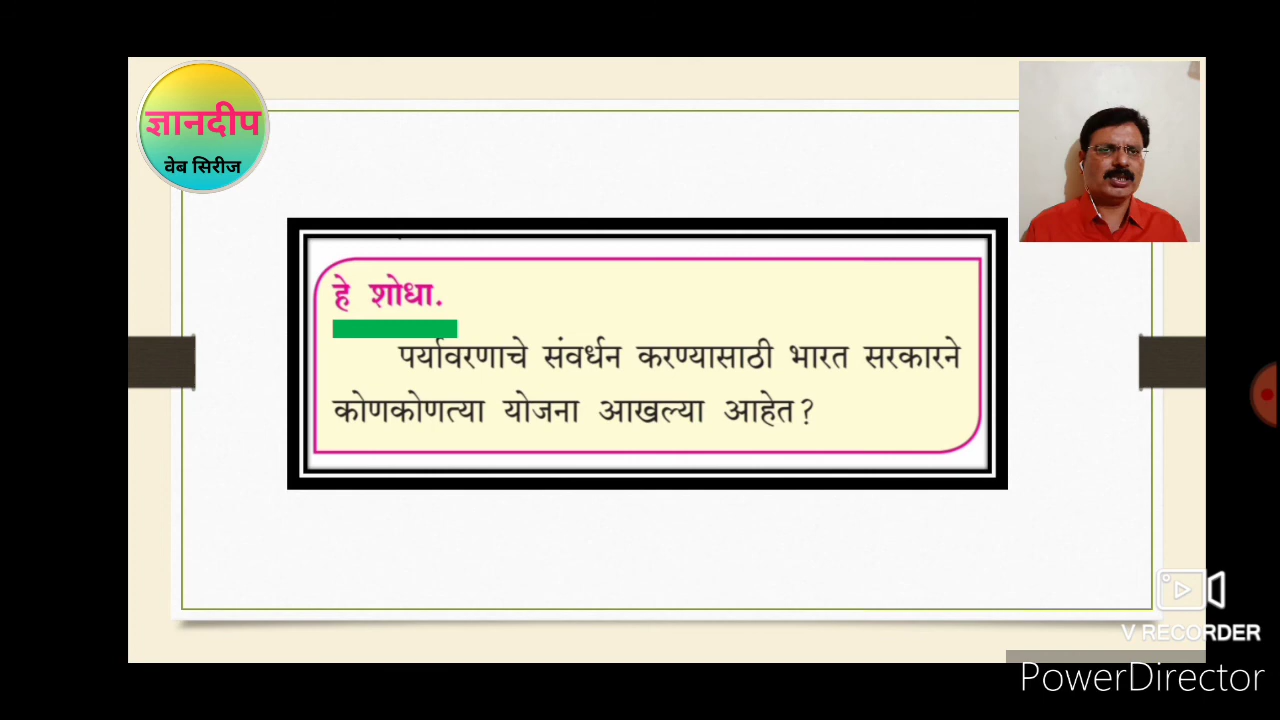 ज्ञानदीप
वेब सिरीज
हे शोधा.
पर्यावरणाचे संवर्धन करण्यासाठी भारत सरकारने
कोणकोणत्या योजना आखल्या आहेत?
V RECORDER
PowerDirector